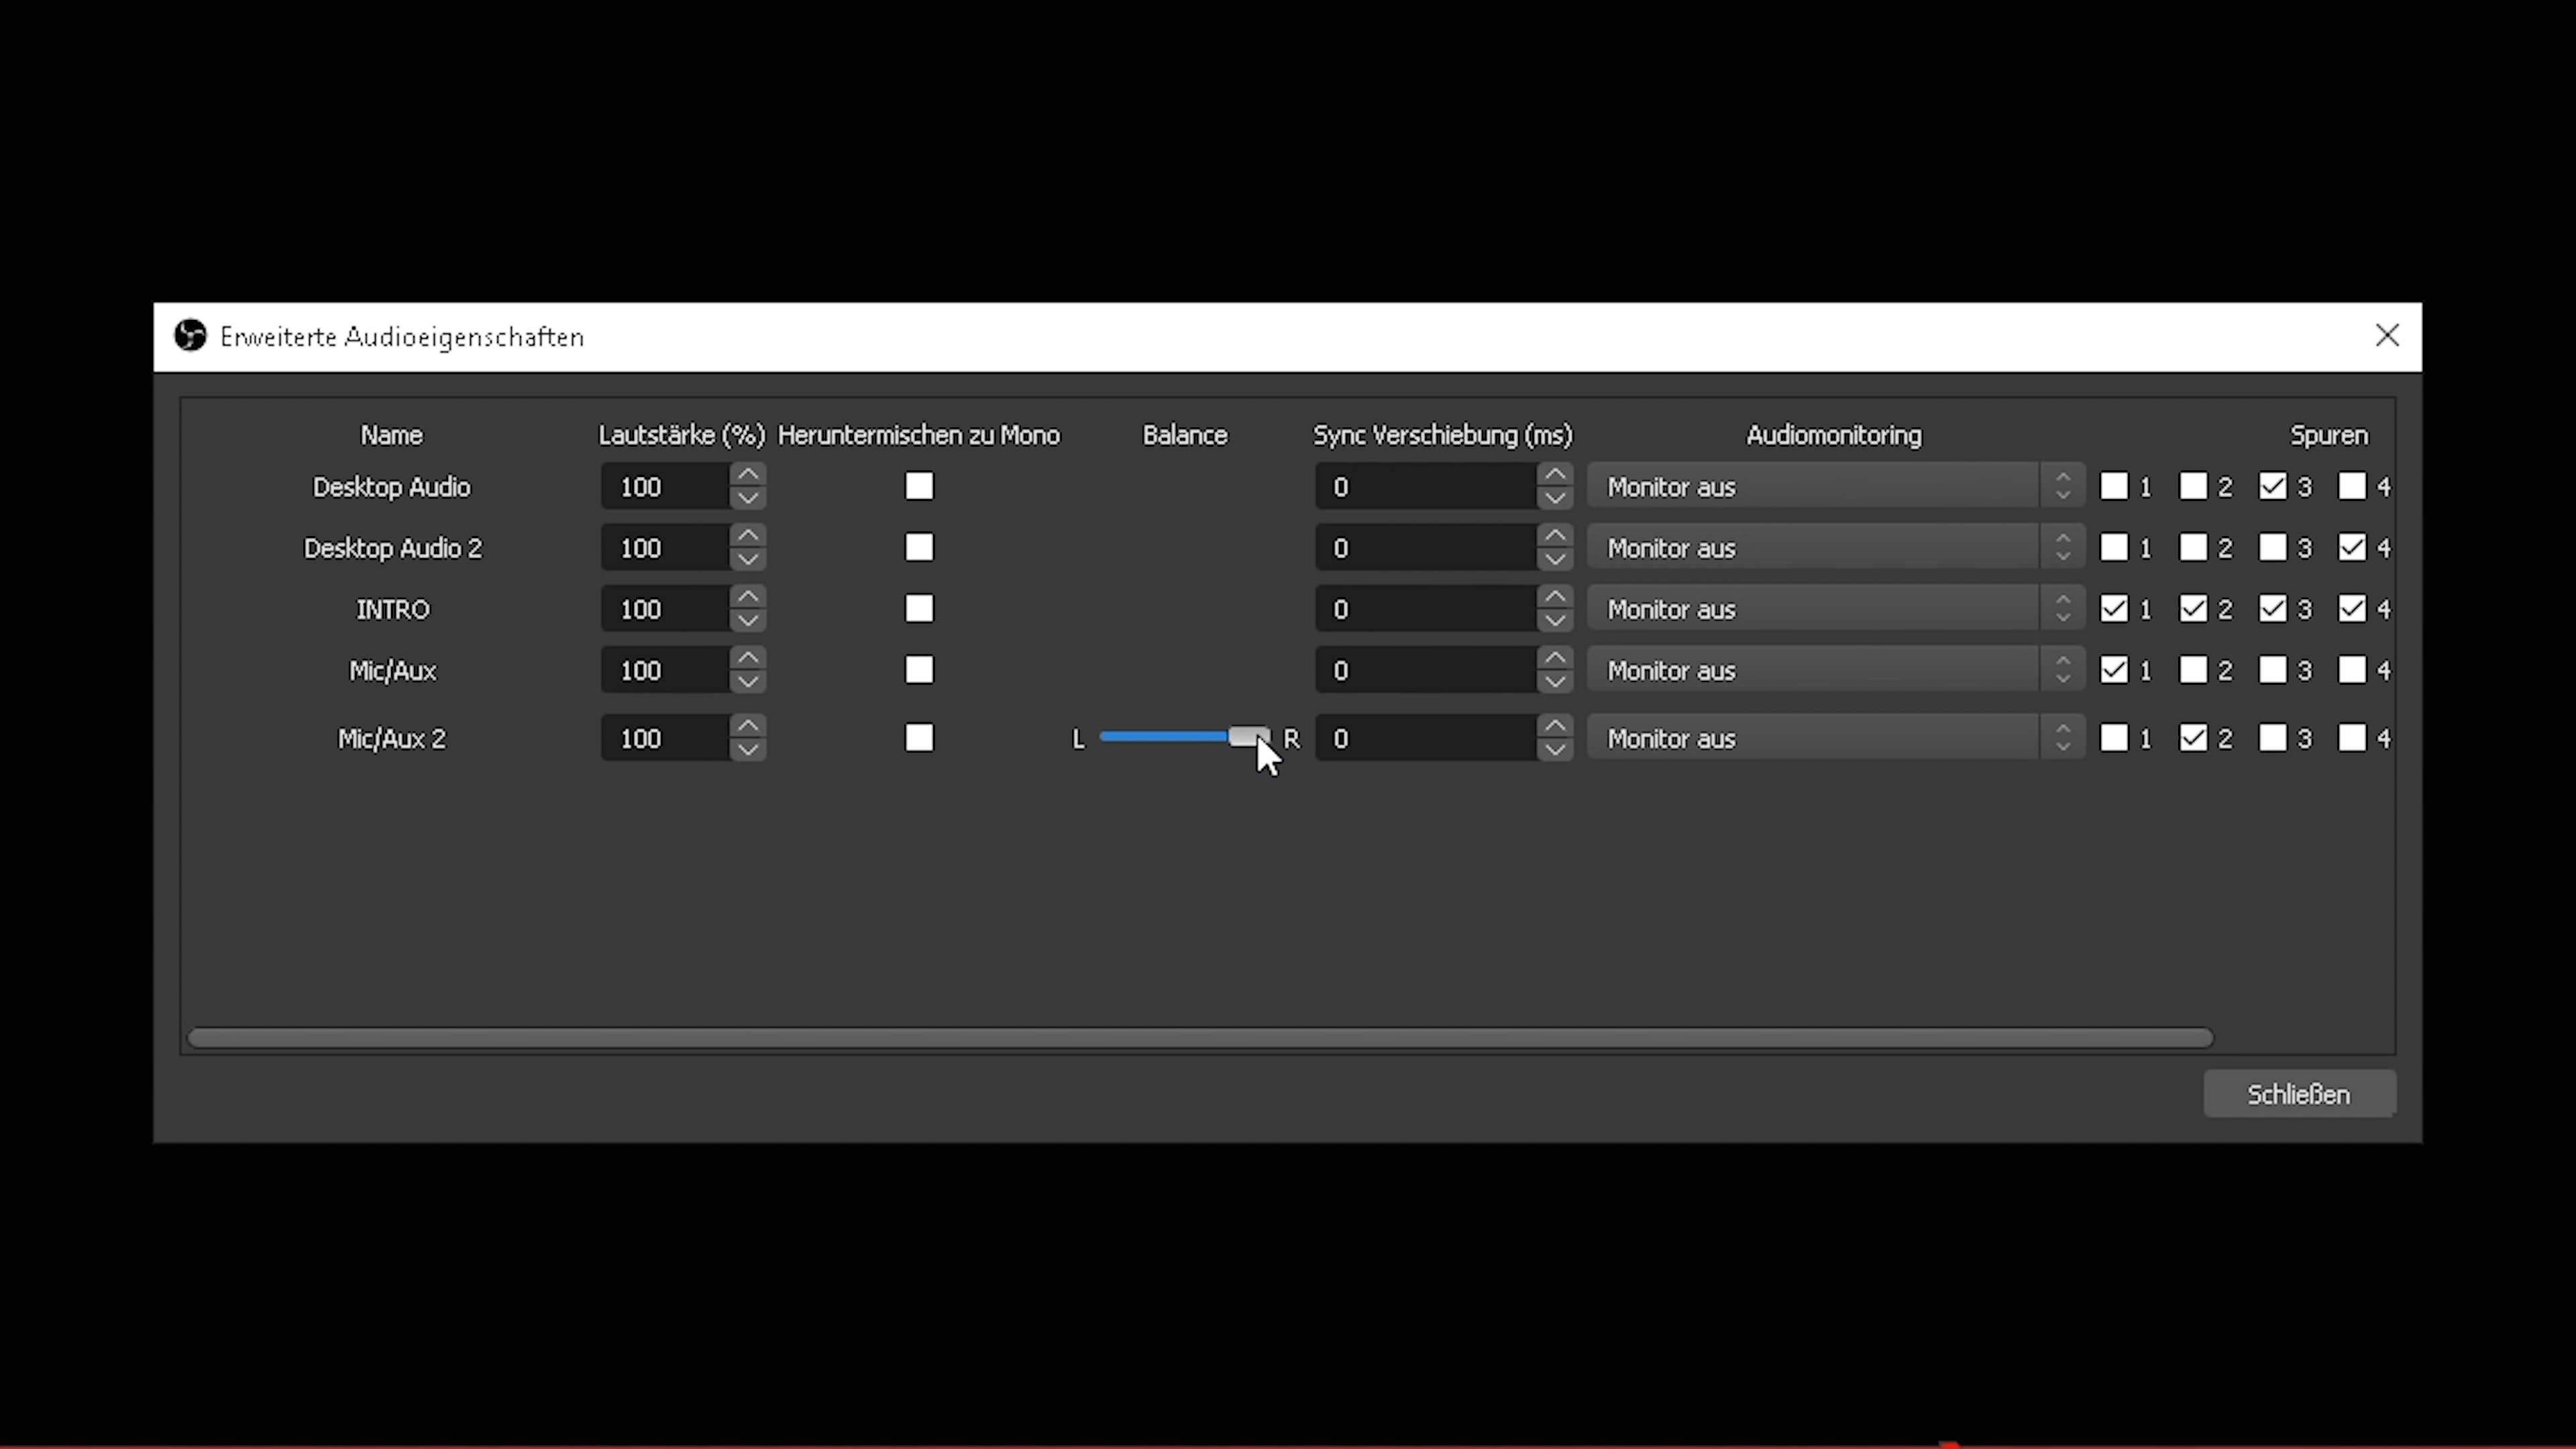 Erweiterte Audioeigenschaften
Name Lautstärke (%) Heruntermischen zu Mono Balance Sync Verschiebung (ms) Audiomonitoring Spuren
Desktop Audio 100 0 Monitor aus 1 2 3 4
Desktop Audio 2 100 0 Monitor aus 1 2 3 4
INTRO 100 0 Monitor aus 1 2 3 4
Mic/Aux 100 0 Monitor aus 1 2 3 4
Mic/Aux 2 100 L R 0 Monitor aus 1 2 3 4
Schließen